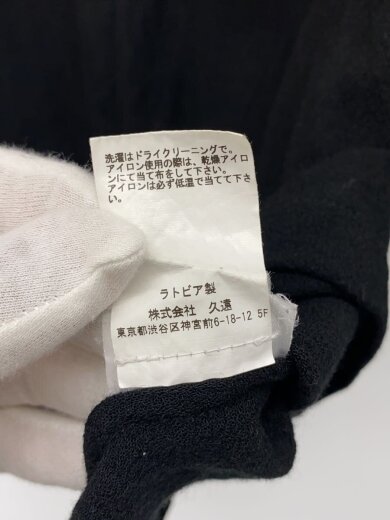 洗濯はドライクリーニングで。
アイロン使用の際は、乾燥アイロ
ンにて当て布をして下さい。
アイロンは必ず低温で当てて下さ
い。
ラトビア製
株式会社 久遠
東京都渋谷区神宮前6-18-12 5F